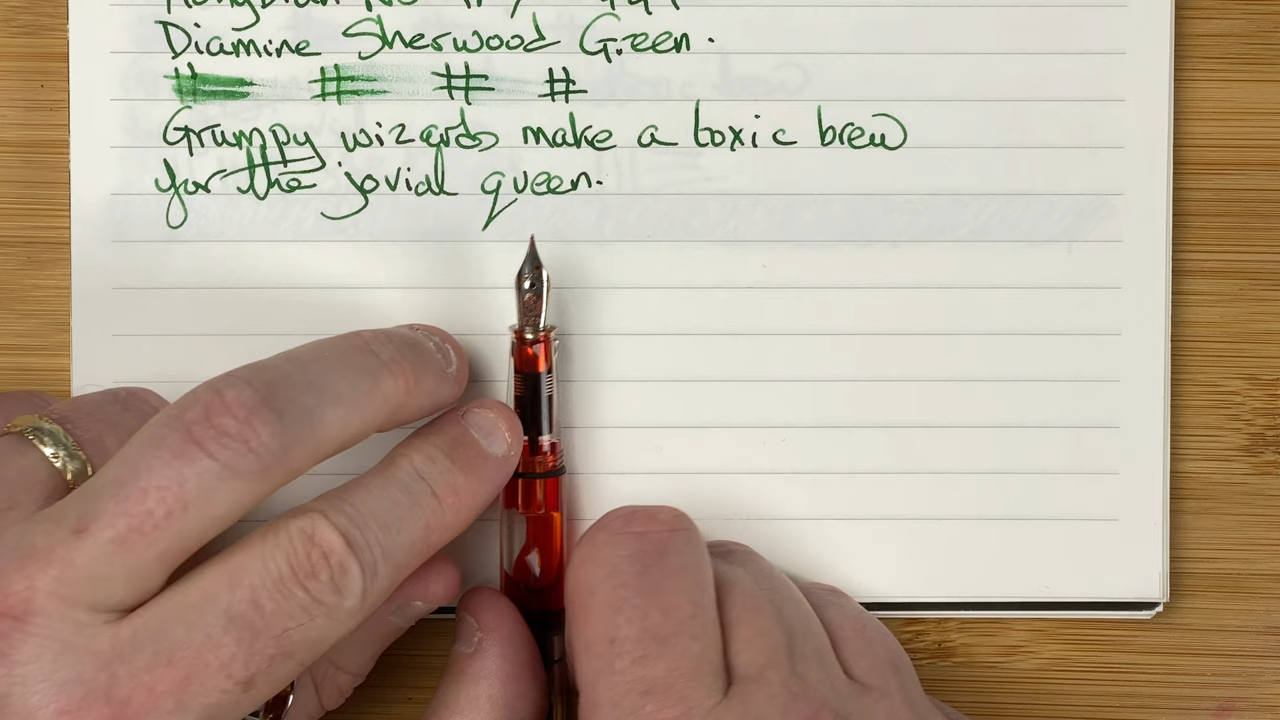 Diamine Sherwood Green.
# # # #
Grumpy wizards make a toxic brew
for the jovial queen.